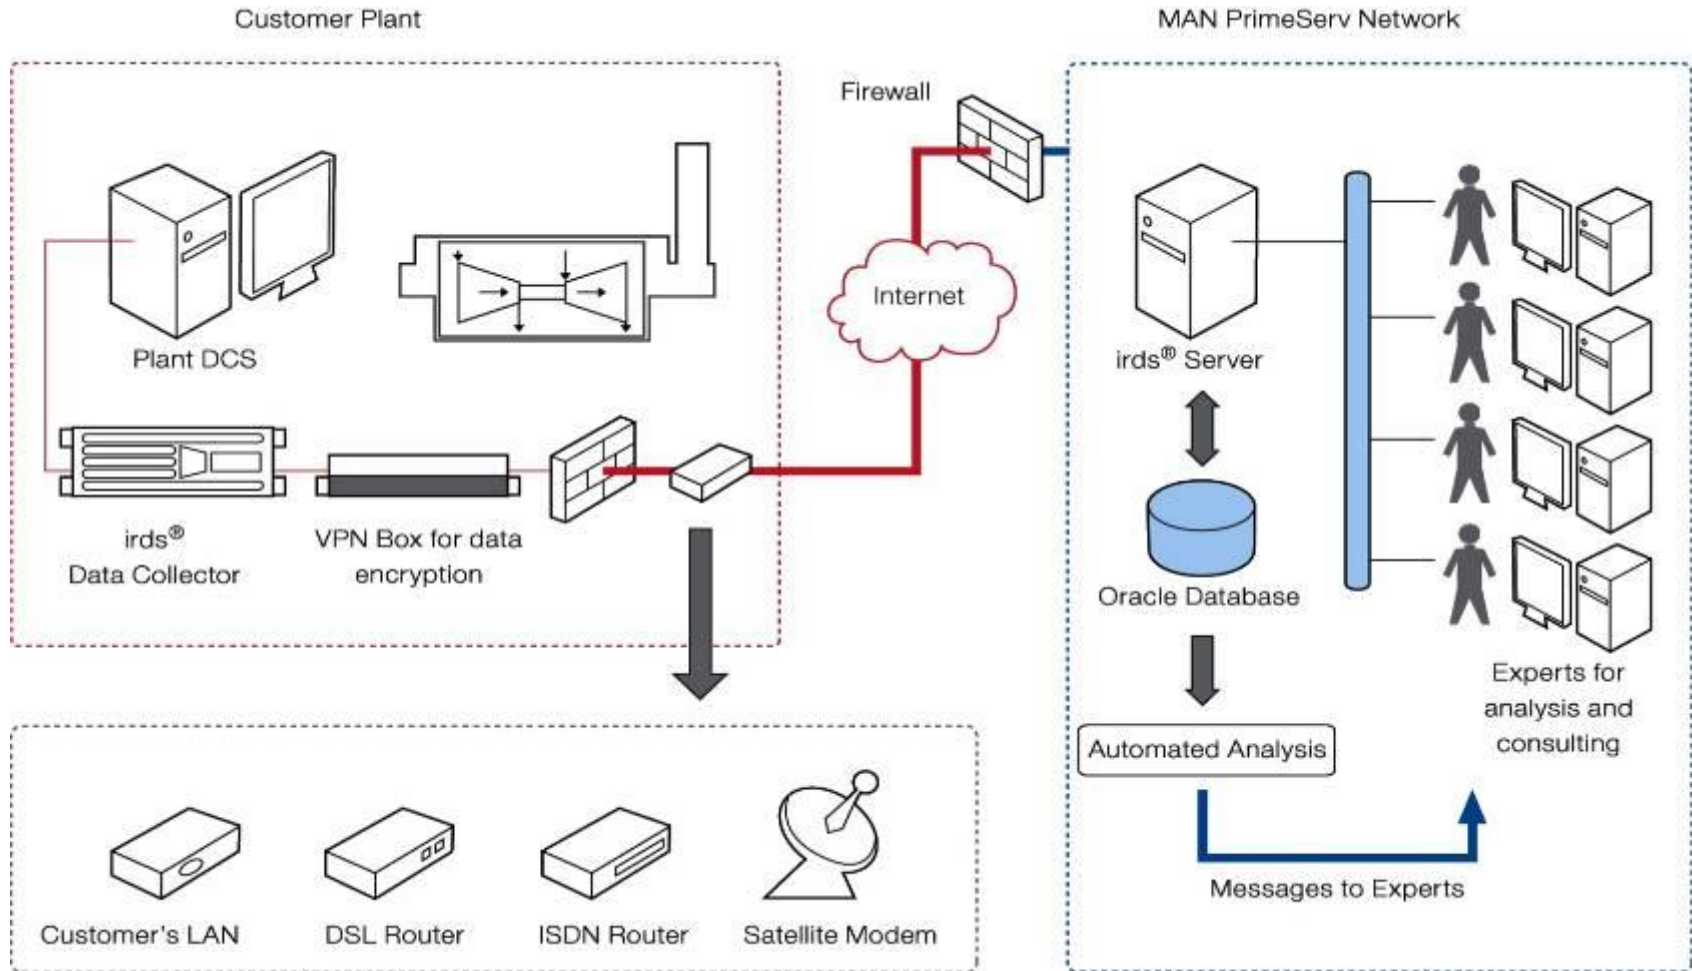 Customer Plant
MAN PrimeServ Network
Firewall
Internet
Plant DCS
irds® Server
irds®
Data Collector
VPN Box for data
encryption
Oracle Database
Experts for
analysis and
consulting
Automated Analysis
Messages to Experts
Customer's LAN
DSL Router
ISDN Router
Satellite Modem